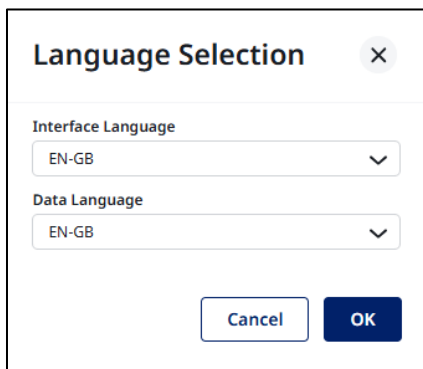 Language Selection
Interface Language
EN-GB
Data Language
EN-GB
Cancel OK